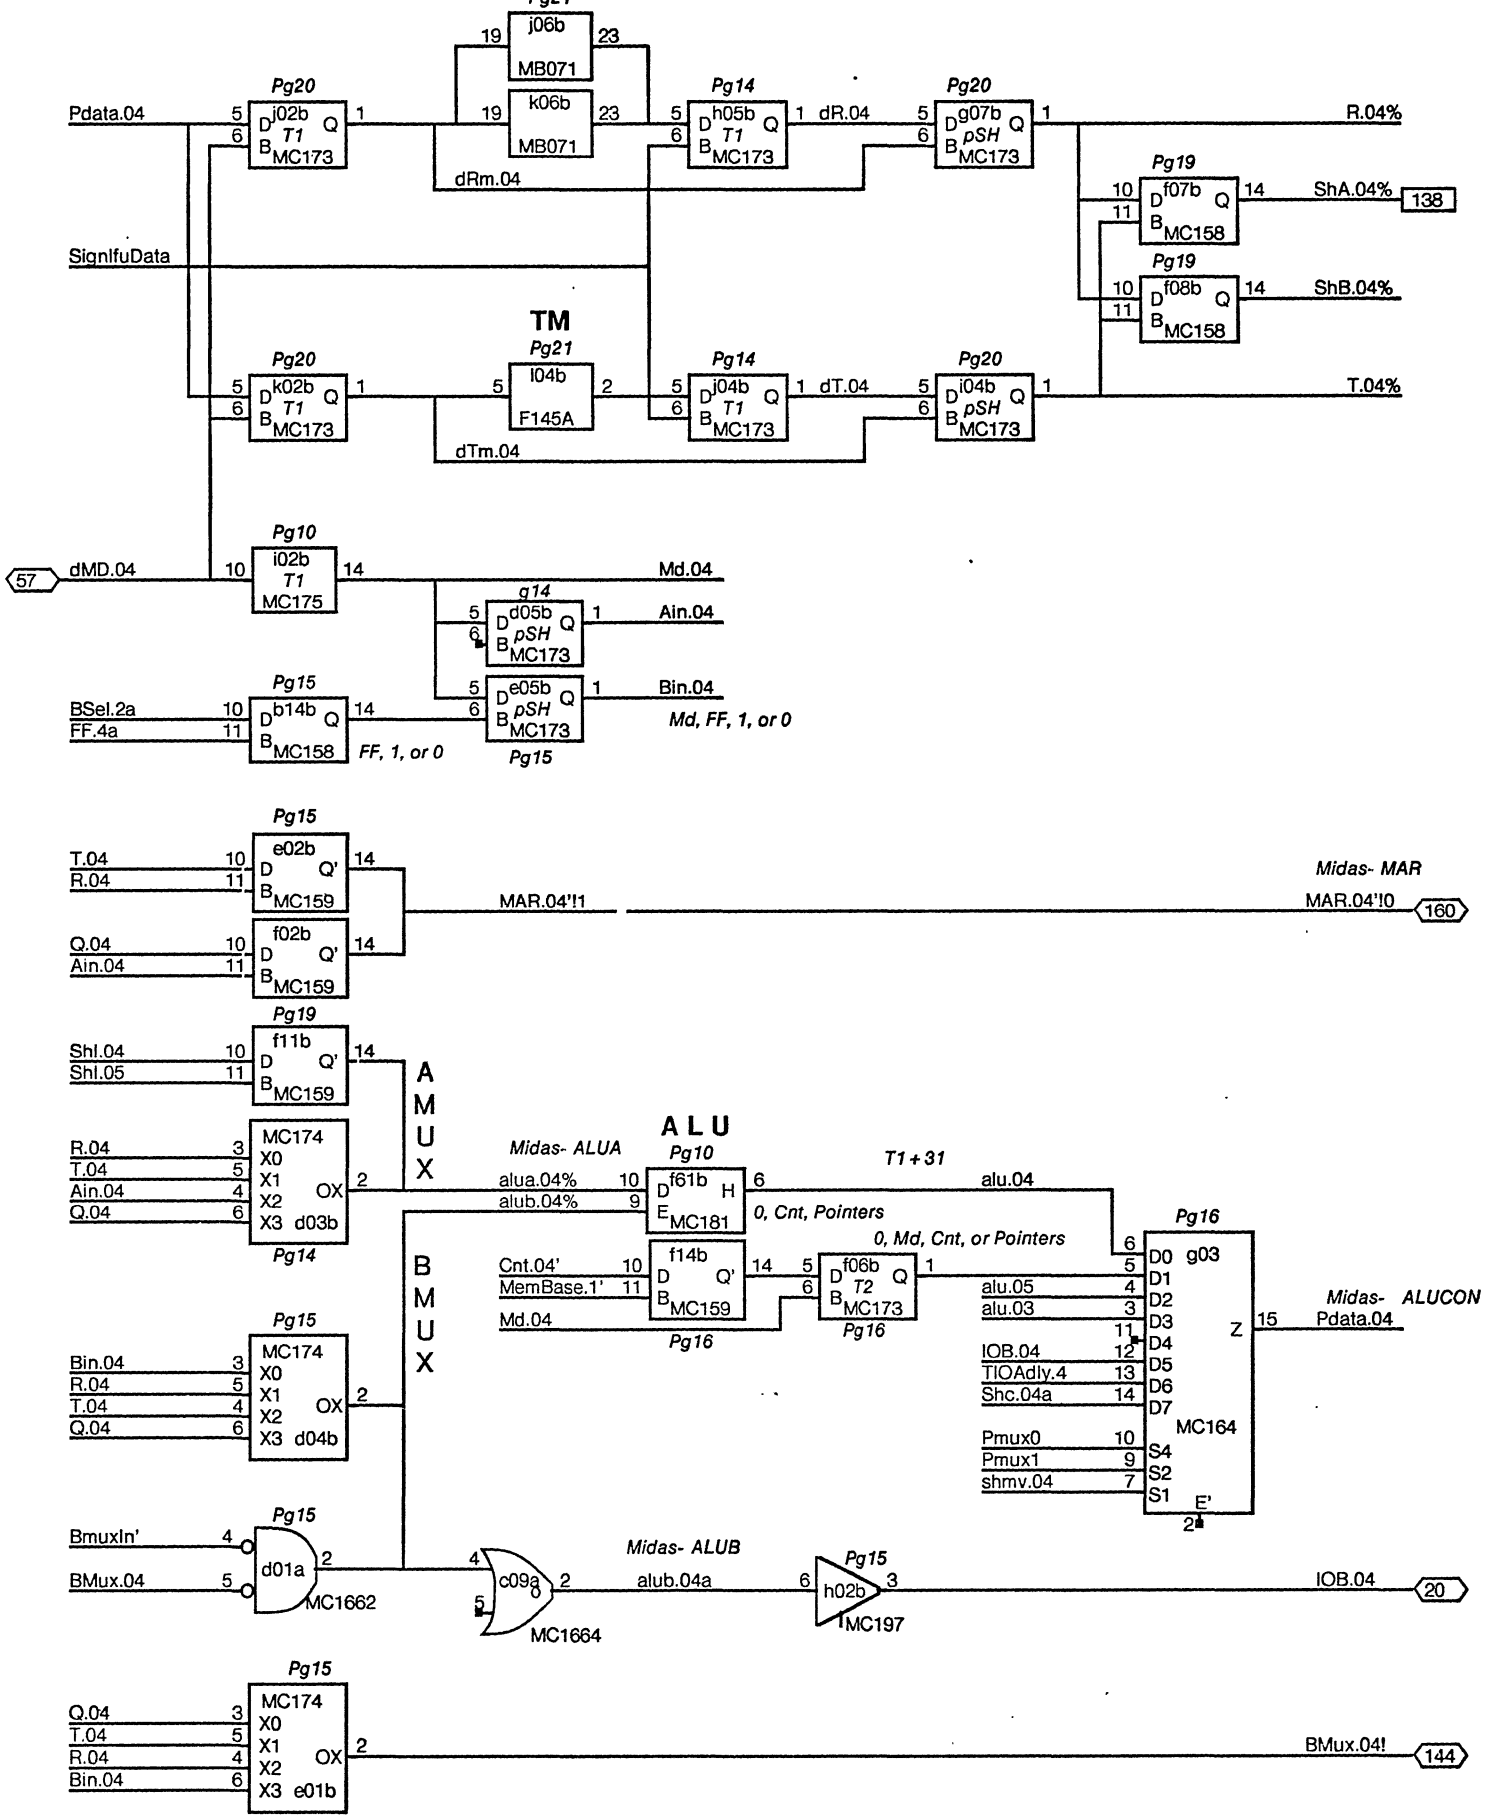 Pg21
19 j06b 23
MB071
Pg20 Pg14 Pg20
Pdata.04 5 j02b 1 19 k06b 23 5 h05b 1 dR.04 5 g07b 1 R.04%
D T1 Q D T1 Q D pSH Q
6 B MC173 MB071 6 B MC173 6 B MC173
dRm.04
Pg19
10 D f07b Q 14 ShA.04% 138
11 B MC158
SignIfuData
Pg19
10 D f08b Q 14 ShB.04%
11 B MC158
TM
Pg20 Pg21 Pg14 Pg20
5 k02b 1 5 l04b 2 5 j04b 1 dT.04 5 i04b 1 T.04%
D T1 Q D T1 Q D pSH Q
6 B MC173 F145A 6 B MC173 6 B MC173
dTm.04
Pg10
57 dMD.04 10 i02b 14 Md.04
T1
MC175
g14
5 D d05b Q 1 Ain.04
6 B pSH
MC173
Pg15
BSel.2a 10 D b14b Q 14
FF.4a 11 B MC158
FF, 1, or 0
5 D e05b Q 1 Bin.04
6 B pSH
MC173
Md, FF, 1, or 0
Pg15
Pg15
T.04 10 e02b 14
D Q'
R.04 11 B MC159
Midas- MAR
MAR.04'!1 MAR.04'!0 160
f02b
Q.04 10 D Q' 14
Ain.04 11 B MC159
Pg19
f11b
ShI.04 10 D Q' 14
ShI.05 11 B MC159
A
M
U
X
MC174
R.04 3 X0
T.04 5 X1
Ain.04 4 X2 OX 2
Q.04 6 X3 d03b
Pg14
ALU
Midas- ALUA Pg10 T1+31
alua.04% 10 D f61b H 6 alu.04
alub.04% 9 E MC181
0, Cnt, Pointers
0, Md, Cnt, or Pointers
B
M
U
X
Cnt.04' 10 D f14b Q' 14 5 D f06b Q 1
MemBase.1' 11 B MC159 6 B T2 MC173
Md.04
Pg16 Pg16
Pg16
6 D0 g03
5 D1
alu.05 4 D2
alu.03 3 D3
11 D4
IOB.04 12 D5
TIOAdly.4 13 D6
Shc.04a 14 D7
MC164
Pmux0 10 S4
Pmux1 9 S2
shmv.04 7 S1
E'
2
Z 15
Midas- ALUCON
Pdata.04
Pg15
MC174
Bin.04 3 X0
R.04 5 X1
T.04 4 X2 OX 2
Q.04 6 X3 d04b
Pg15
BmuxIn' 4 d01a 2
BMux.04 5 MC1662
4 c09a 2
5 MC1664
Midas- ALUB
alub.04a
Pg15
6 h02b 3 IOB.04 20
MC197
Pg15
MC174
Q.04 3 X0
T.04 5 X1
R.04 4 X2 OX 2 BMux.04! 144
Bin.04 6 X3 e01b